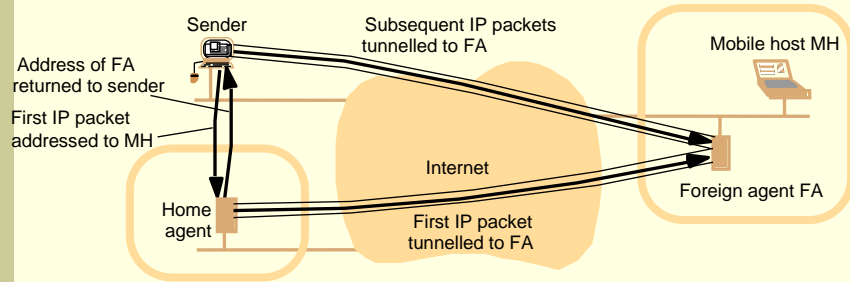 Sender
Subsequent IP packets
tunnelled to FA
Mobile host MH
Address of FA
returned to sender
First IP packet
addressed to MH
Internet
Foreign agent FA
Home
agent
First IP packet
tunnelled to FA